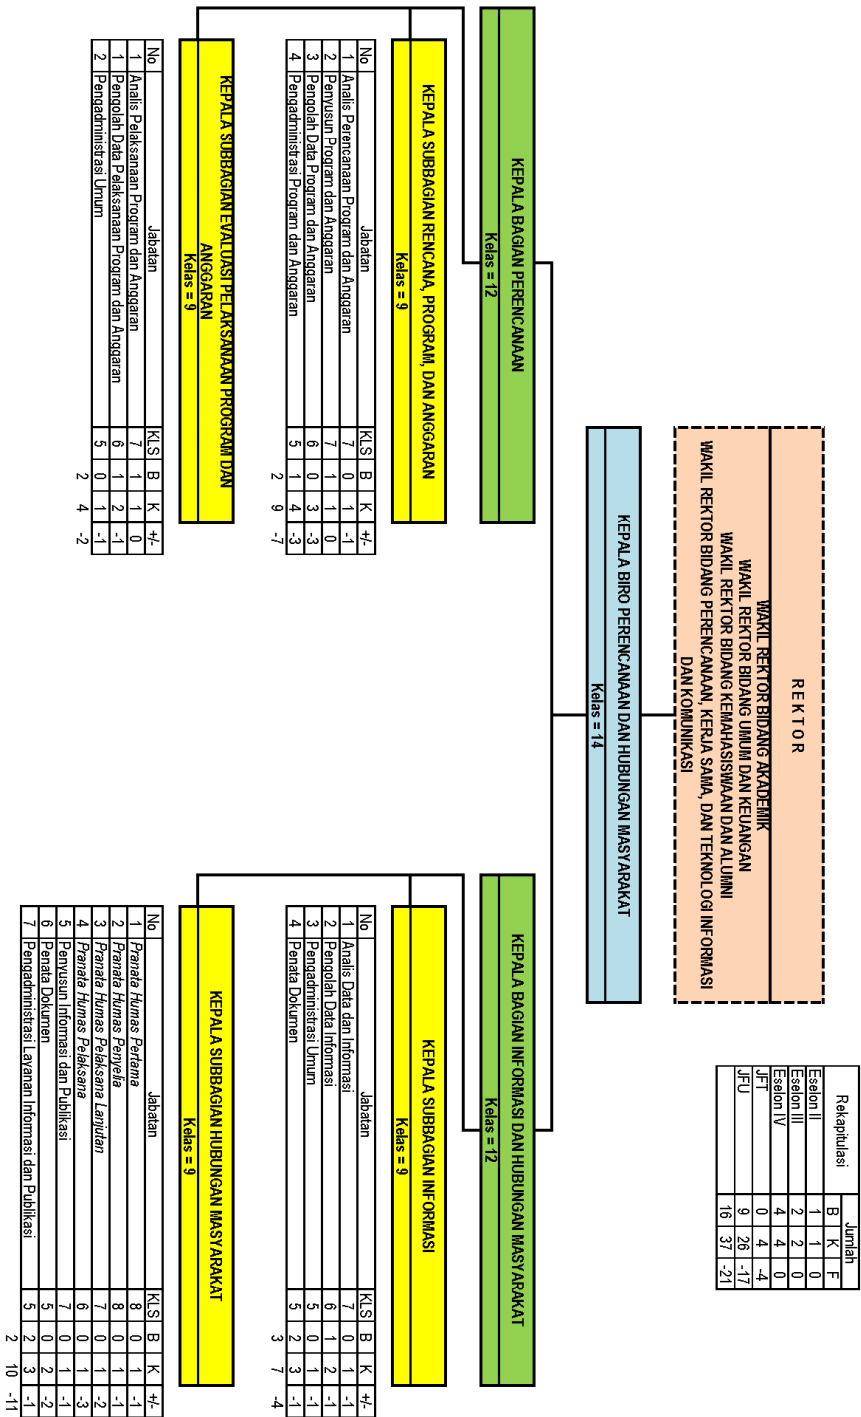 R E K T O R
WAKIL REKTOR BIDANG AKADEMIK
WAKIL REKTOR BIDANG UMUM DAN KEUANGAN
WAKIL REKTOR BIDANG KEMAHASISWAAN DAN ALUMNI
WAKIL REKTOR BIDANG PERENCANAAN, KERJA SAMA, DAN TEKNOLOGI INFORMASI
DAN KOMUNIKASI
Rekapitulasi Jumlah
B K F
Eselon II 1 1 0
Eselon III 2 2 0
Eselon IV 4 4 0
JFT 0 4 -4
JFU 9 26 -17
16 37 -21
KEPALA BIRO PERENCANAAN DAN HUBUNGAN MASYARAKAT
Kelas = 14
KEPALA BAGIAN PERENCANAAN
Kelas = 12
KEPALA SUBBAGIAN RENCANA, PROGRAM, DAN ANGGARAN
Kelas = 9
No Jabatan KLS B K +/-
1 Analis Perencanaan Program dan Anggaran 7 0 1 -1
2 Penyusun Program dan Anggaran 7 1 1 0
3 Pengolah Data Program dan Anggaran 6 0 3 -3
4 Pengadministrasi Program dan Anggaran 5 1 4 -3
2 9 -7
KEPALA SUBBAGIAN EVALUASI PELAKSANAAN PROGRAM DAN
ANGGARAN
Kelas = 9
No Jabatan KLS B K +/-
1 Analis Pelaksanaan Program dan Anggaran 7 1 1 0
1 Pengolah Data Pelaksanaan Program dan Anggaran 6 1 2 -1
2 Pengadministrasi Umum 5 0 1 -1
2 4 -2
KEPALA BAGIAN INFORMASI DAN HUBUNGAN MASYARAKAT
Kelas = 12
KEPALA SUBBAGIAN INFORMASI
Kelas = 9
No Jabatan KLS B K +/-
1 Analis Data dan Informasi 7 0 1 -1
2 Pengolah Data Informasi 6 1 2 -1
3 Pengadministrasi Umum 5 0 1 -1
4 Penata Dokumen 5 2 3 -1
3 7 -4
KEPALA SUBBAGIAN HUBUNGAN MASYARAKAT
Kelas = 9
No Jabatan KLS B K +/-
1 Pranata Humas Pertama 8 0 1 -1
2 Pranata Humas Penyelia 8 0 1 -1
3 Pranata Humas Pelaksana Lanjutan 7 0 1 -2
4 Pranata Humas Pelaksana 6 0 1 -3
5 Penyusun Informasi dan Publikasi 7 0 1 -1
6 Penata Dokumen 5 0 2 -2
7 Pengadministrasi Layanan Informasi dan Publikasi 5 2 3 -1
2 10 -11